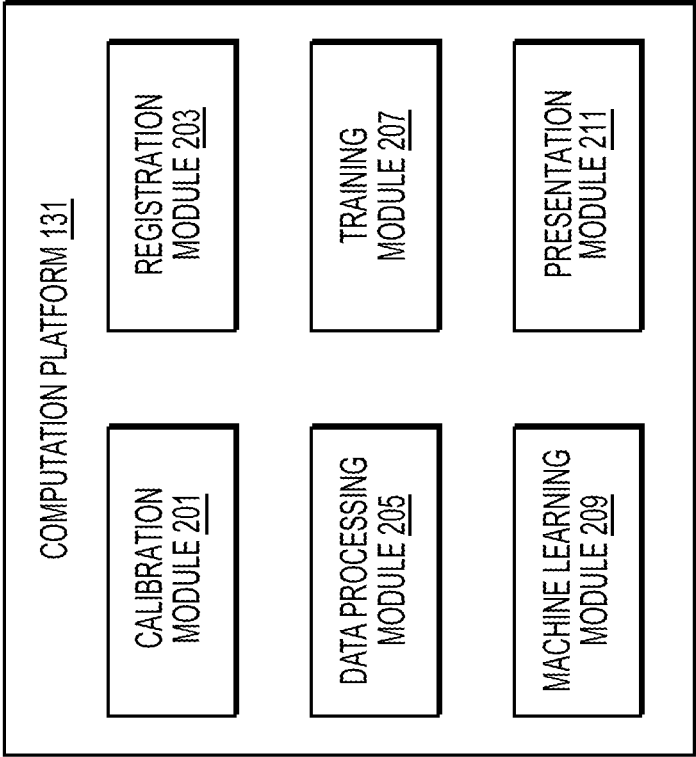 COMPUTATION PLATFORM 131
CALIBRATION
MODULE 201
REGISTRATION
MODULE 203
DATA PROCESSING
MODULE 205
TRAINING
MODULE 207
MACHINE LEARNING
MODULE 209
PRESENTATION
MODULE 211